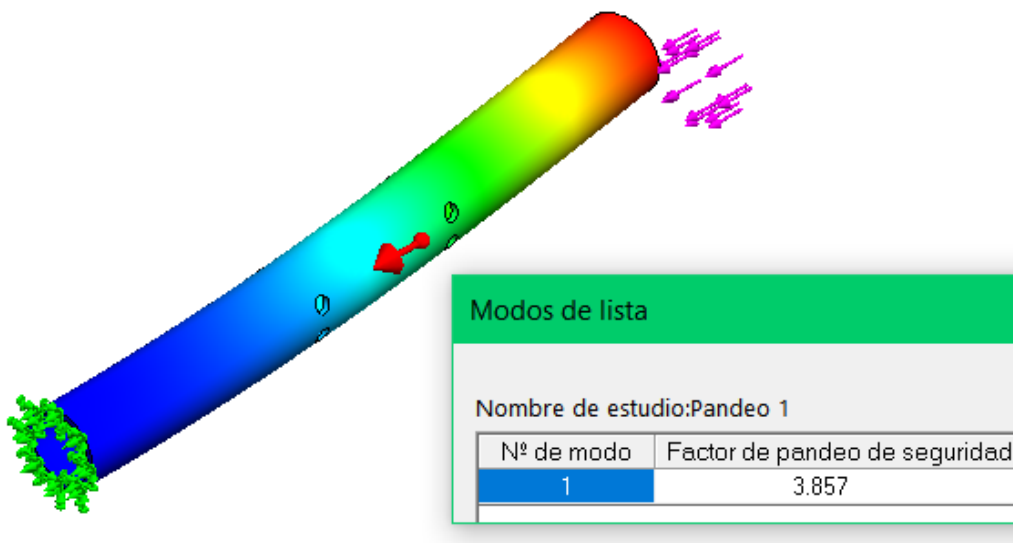 Modos de lista
Nombre de estudio:Pandeo 1
Nº de modo Factor de pandeo de seguridad
1 3.857